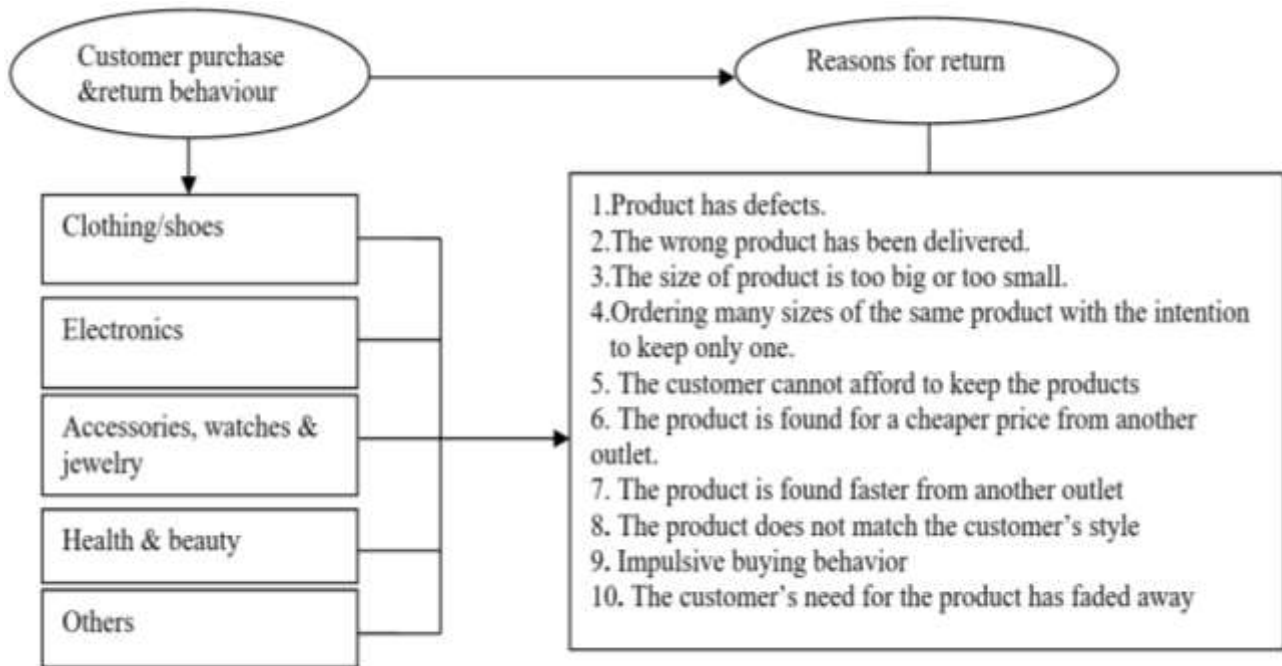 Customer purchase
&return behaviour
Reasons for return
Clothing/shoes
Electronics
Accessories, watches &
jewelry
Health & beauty
Others
1.Product has defects.
2.The wrong product has been delivered.
3.The size of product is too big or too small.
4.Ordering many sizes of the same product with the intention
to keep only one.
5. The customer cannot afford to keep the products
6. The product is found for a cheaper price from another
outlet.
7. The product is found faster from another outlet
8. The product does not match the customer’s style
9. Impulsive buying behavior
10. The customer’s need for the product has faded away